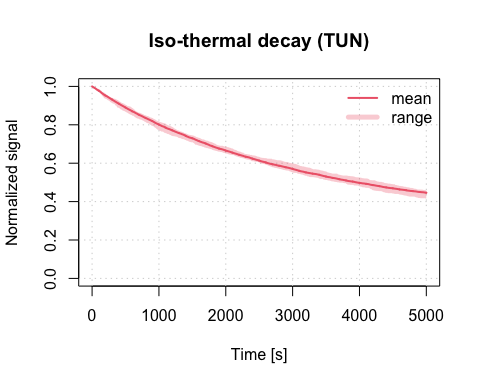 Iso-thermal decay (TUN)
mean
range
Normalized signal
1.0
0.8
0.6
0.4
0.2
0.0
0 1000 2000 3000 4000 5000
Time [s]